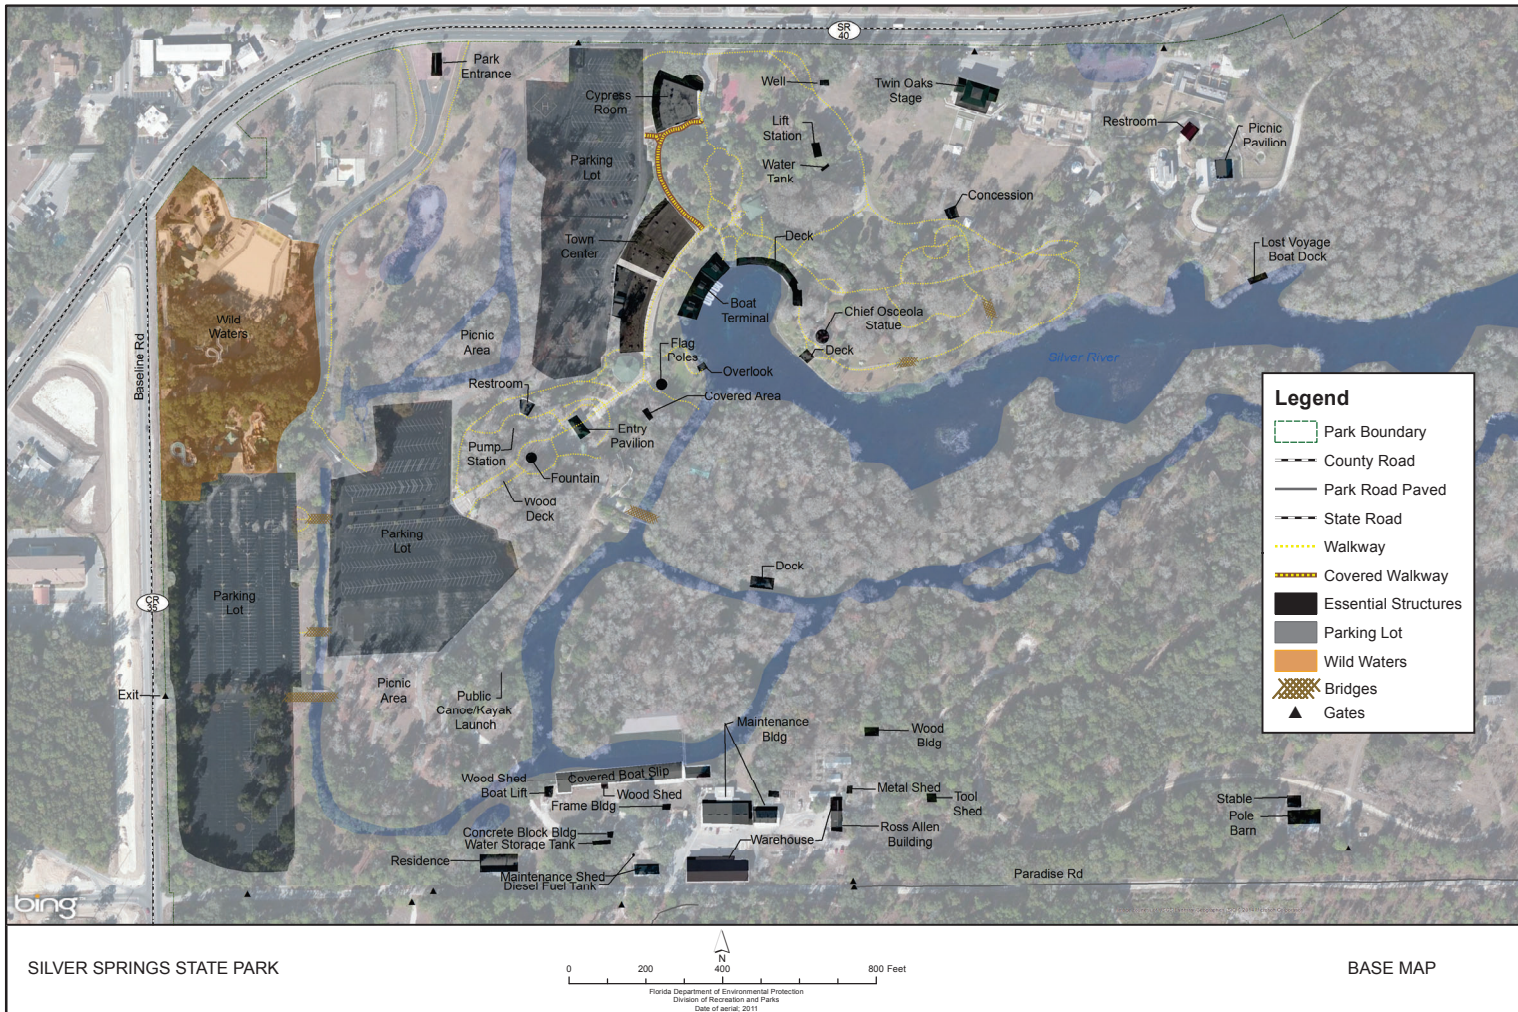 SR
40
Park
Entrance
Cypress
Room
Well
Twin Oaks
Stage
Lift
Station
Restroom
Picnic
Pavilion
Parking
Lot
Water
Tank
Concession
Town
Center
Deck
Lost Voyage
Boat Dock
Boat
Terminal
Chief Osceola
Statue
Wild
Waters
Picnic
Area
Flag
Poles
Deck
Silver River
Baseline Rd
Restroom
Overlook
Covered Area
Entry
Pavilion
Pump
Station
Fountain
Wood
Deck
Parking
Lot
Dock
CR
35
Parking
Lot
Exit
Picnic
Area
Public
Canoe/Kayak
Launch
Maintenance
Bldg
Wood
Bldg
Wood Shed
Covered Boat Slip
Boat Lift
Wood Shed
Frame Bldg
Metal Shed
Tool
Shed
Stable
Pole
Barn
Concrete Block Bldg
Water Storage Tank
Warehouse
Ross Allen
Building
Residence
Maintenance Shed
Diesel Fuel Tank
Paradise Rd
bing
Legend
Park Boundary
County Road
Park Road Paved
State Road
Walkway
Covered Walkway
Essential Structures
Parking Lot
Wild Waters
Bridges
Gates
SILVER SPRINGS STATE PARK
N
0 200 400 800 Feet
Florida Department of Environmental Protection
Division of Recreation and Parks
Date of aerial; 2011
BASE MAP